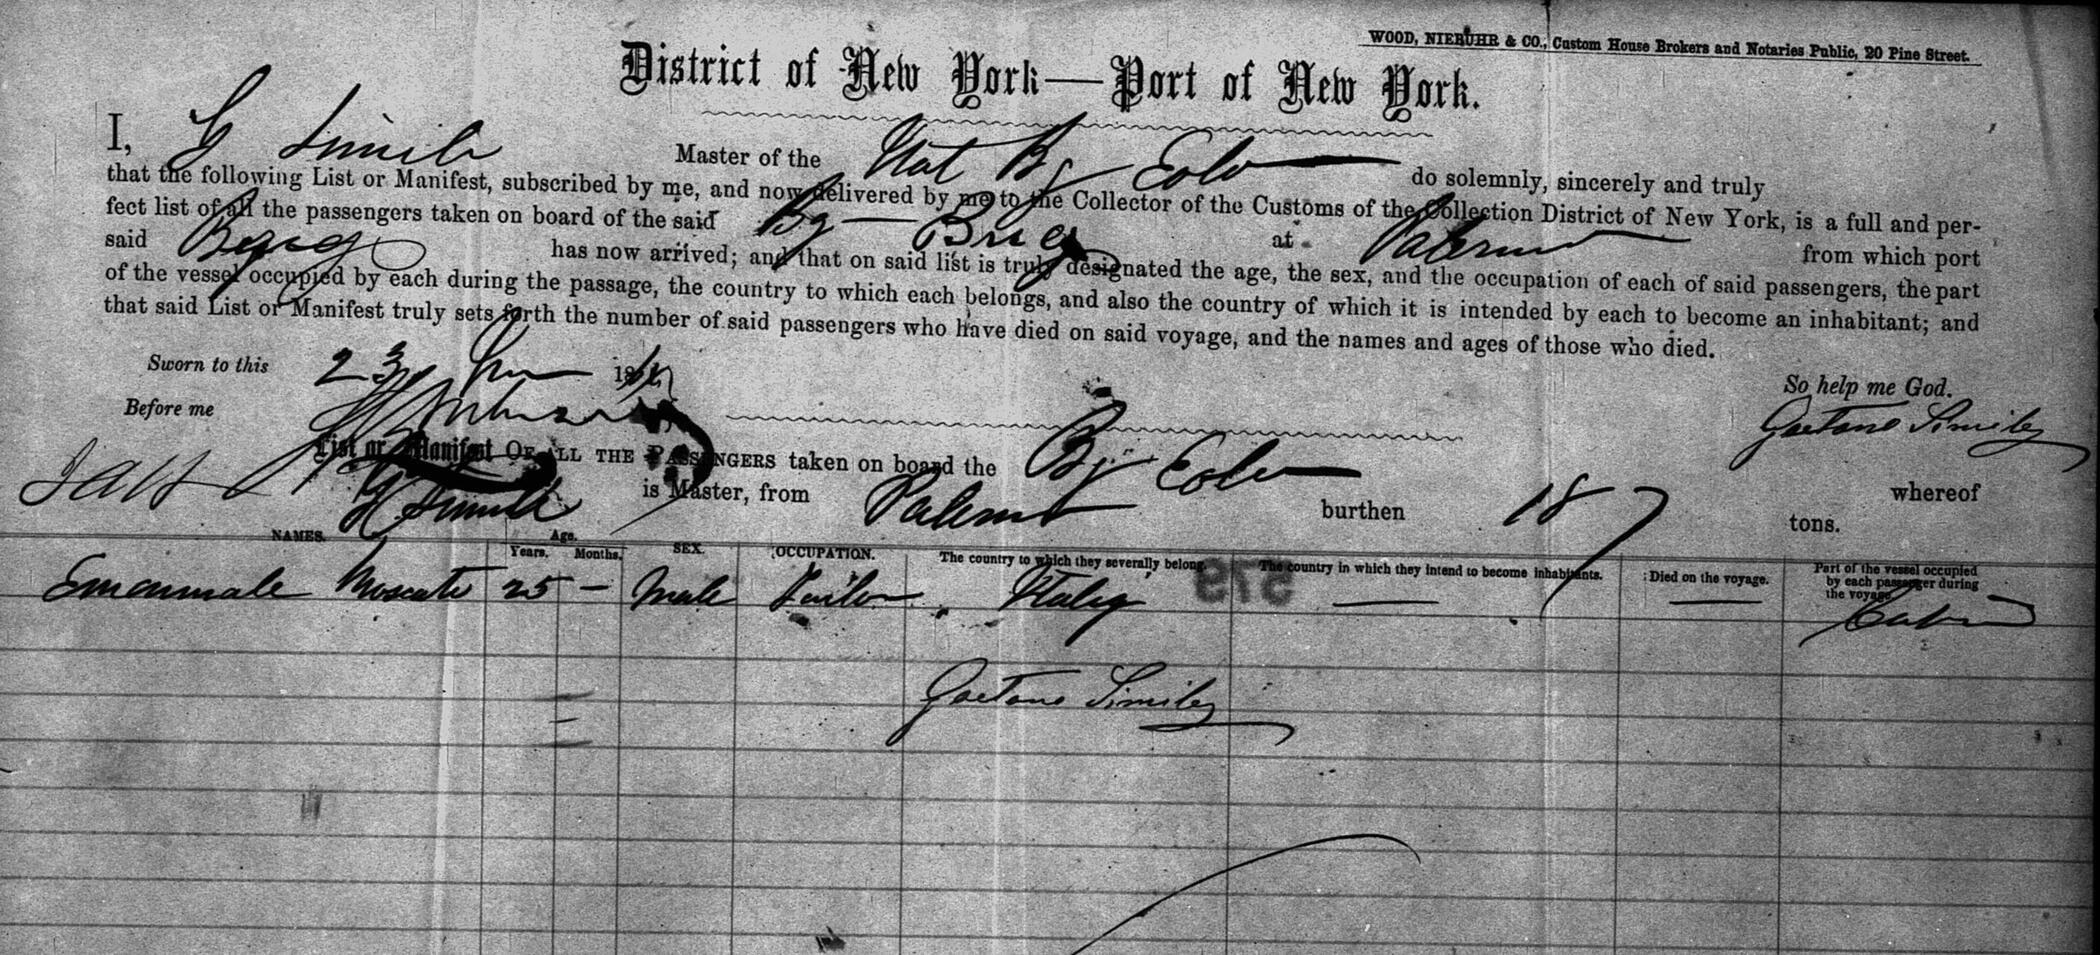 WOOD, NIEBUHR & CO., Custom House Brokers and Notaries Public, 20 Pine Street.
District of New York—Port of New York.
I, G Simile Master of the Bg Eolo do solemnly, sincerely and truly
that the following List or Manifest, subscribed by me, and now delivered by me to the Collector of the Customs of the Collection District of New York, is a full and per-
fect list of all the passengers taken on board of the said Bg Brig at Palermo from which port
said has now arrived; and that on said list is truly designated the age, the sex, and the occupation of each of said passengers, the part
of the vessel occupied by each during the passage, the country to which each belongs, and also the country of which it is intended by each to become an inhabitant; and
that said List or Manifest truly sets forth the number of said passengers who have died on said voyage, and the names and ages of those who died.
Sworn to this 23 18 So help me God.
Before me Gaetano Simile
List or Manifest OF ALL THE PASSENGERS taken on board the Bg Eolo whereof
G Simile is Master, from Palermo burthen 187 tons.
NAMES. Age. Years. Months. SEX. OCCUPATION. The country to which they severally belong. The country in which they intend to become inhabitants. Died on the voyage. Part of the vessel occupied by each passenger during the voyage.
Emanuale Moscato 25 – Male Tailor Italy — — Cabin
Gaetano Simile